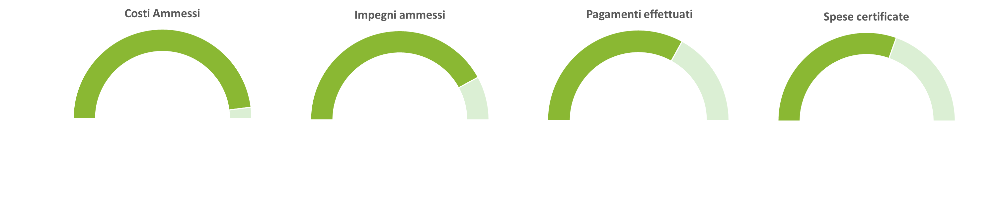 Costi Ammessi
Impegni ammessi
Pagamenti effettuati
Spese certificate